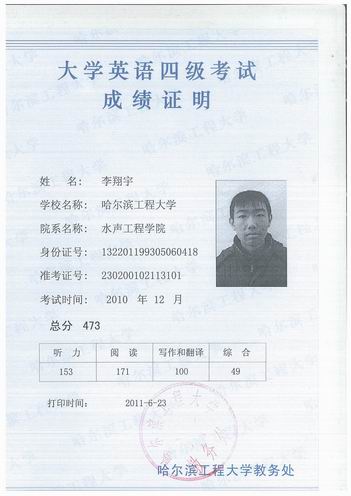 大学英语四级考试
成绩证明
姓 名： 李翔宇
学校名称： 哈尔滨工程大学
院系名称： 水声工程学院
身份证号： 132201199305060418
准考证号： 230200102113101
考试时间： 2010 年 12 月
总分 473
听 力 阅 读 写作和翻译 综 合
153 171 100 49
打印时间： 2011-6-23
哈尔滨工程大学教务处